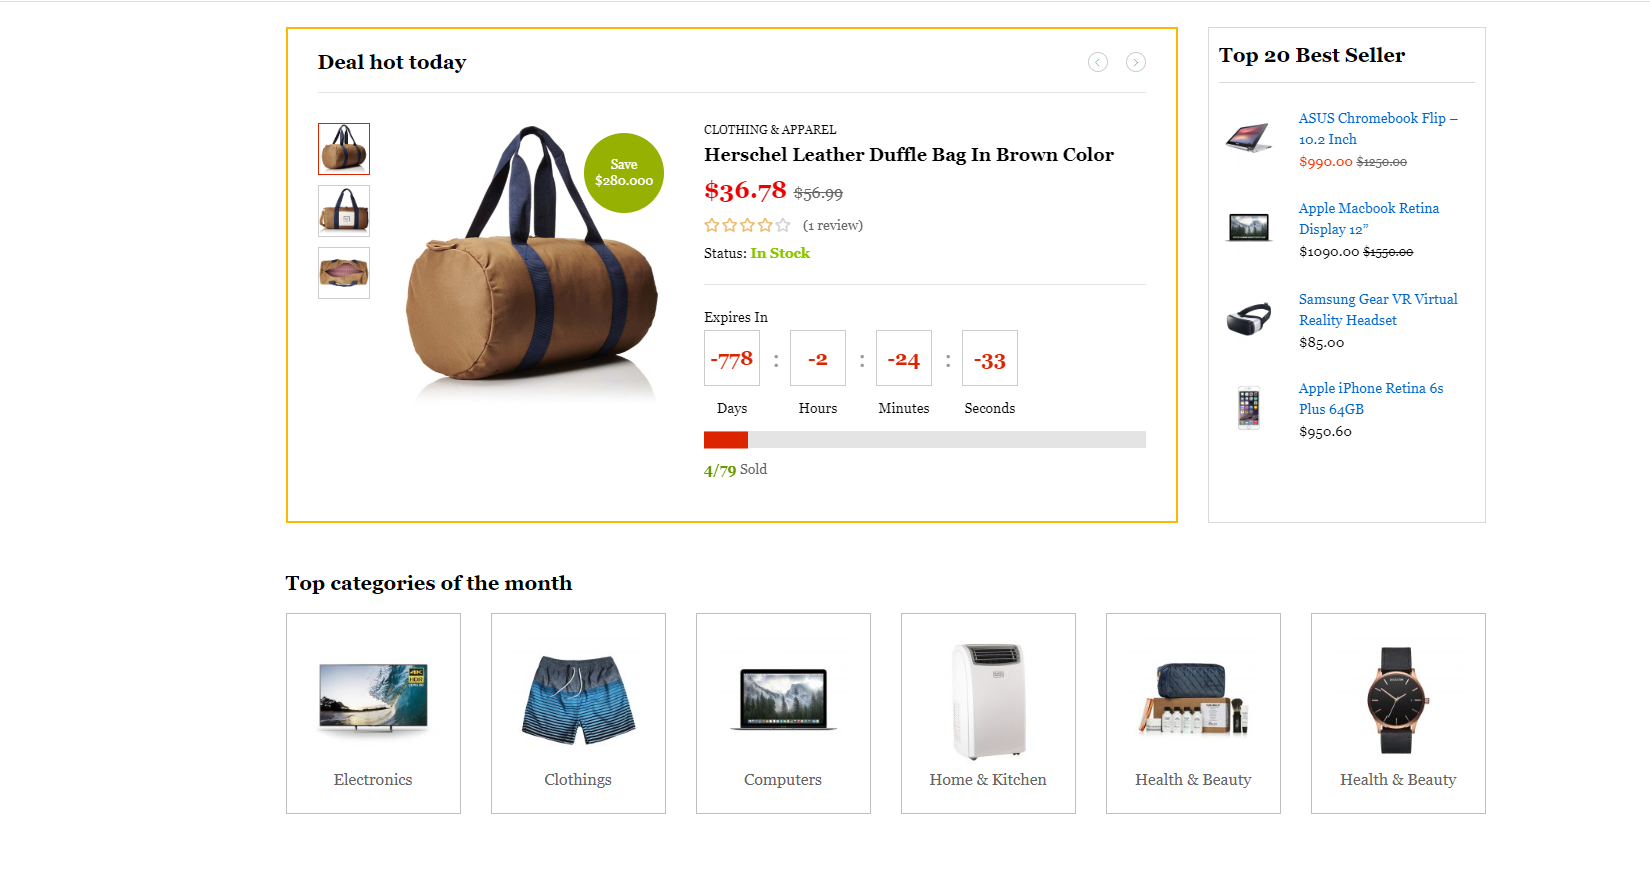 Deal hot today
Save
$280.000
CLOTHING & APPAREL
Herschel Leather Duffle Bag In Brown Color
$36.78 $56.99
(1 review)
Status: In Stock
Expires In
-778 : -2 : -24 : -33
Days Hours Minutes Seconds
4/79 Sold
Top 20 Best Seller
ASUS Chromebook Flip –
10.2 Inch
$990.00 $1250.00
Apple Macbook Retina
Display 12”
$1090.00 $1550.00
Samsung Gear VR Virtual
Reality Headset
$85.00
Apple iPhone Retina 6s
Plus 64GB
$950.60
Top categories of the month
4K
HDR
Electronics
Clothings
Computers
Home & Kitchen
Health & Beauty
Health & Beauty